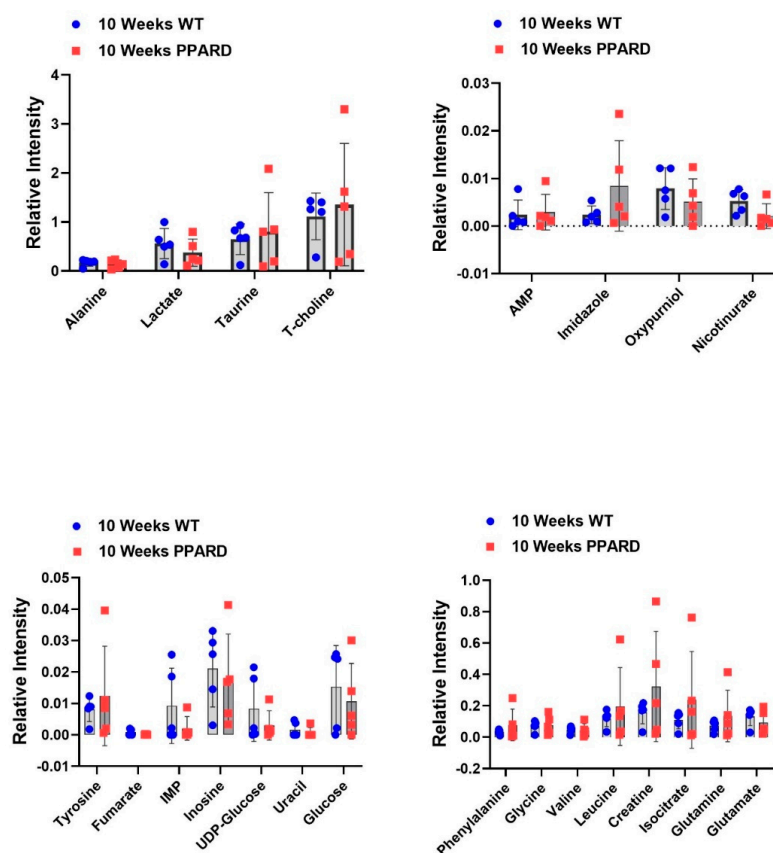 10 Weeks WT
10 Weeks PPARD
Relative Intensity
4
3
2
1
0
Alanine
Lactate
Taurine
T-choline
10 Weeks WT
10 Weeks PPARD
Relative Intensity
0.03
0.02
0.01
0.00
-0.01
AMP
Imidazole
Oxypurniol
Nicotinurate
10 Weeks WT
10 Weeks PPARD
Relative Intensity
0.05
0.04
0.03
0.02
0.01
0.00
-0.01
Tyrosine
Fumarate
IMP
Inosine
UDP-Glucose
Uracil
Glucose
10 Weeks WT
10 Weeks PPARD
Relative Intensity
1.0
0.8
0.6
0.4
0.2
0.0
-0.2
Phenylalanine
Glycine
Valine
Leucine
Creatine
Isocitrate
Glutamine
Glutamate